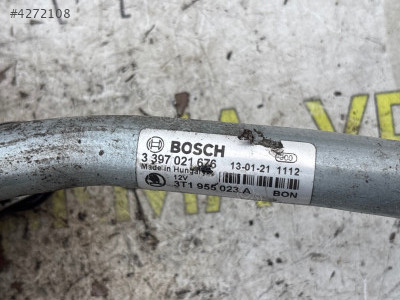 #4272108
BOSCH
3 397 021 676 13-01-21 1112
Made in Hungary
12V
3T1 955 023 A BON